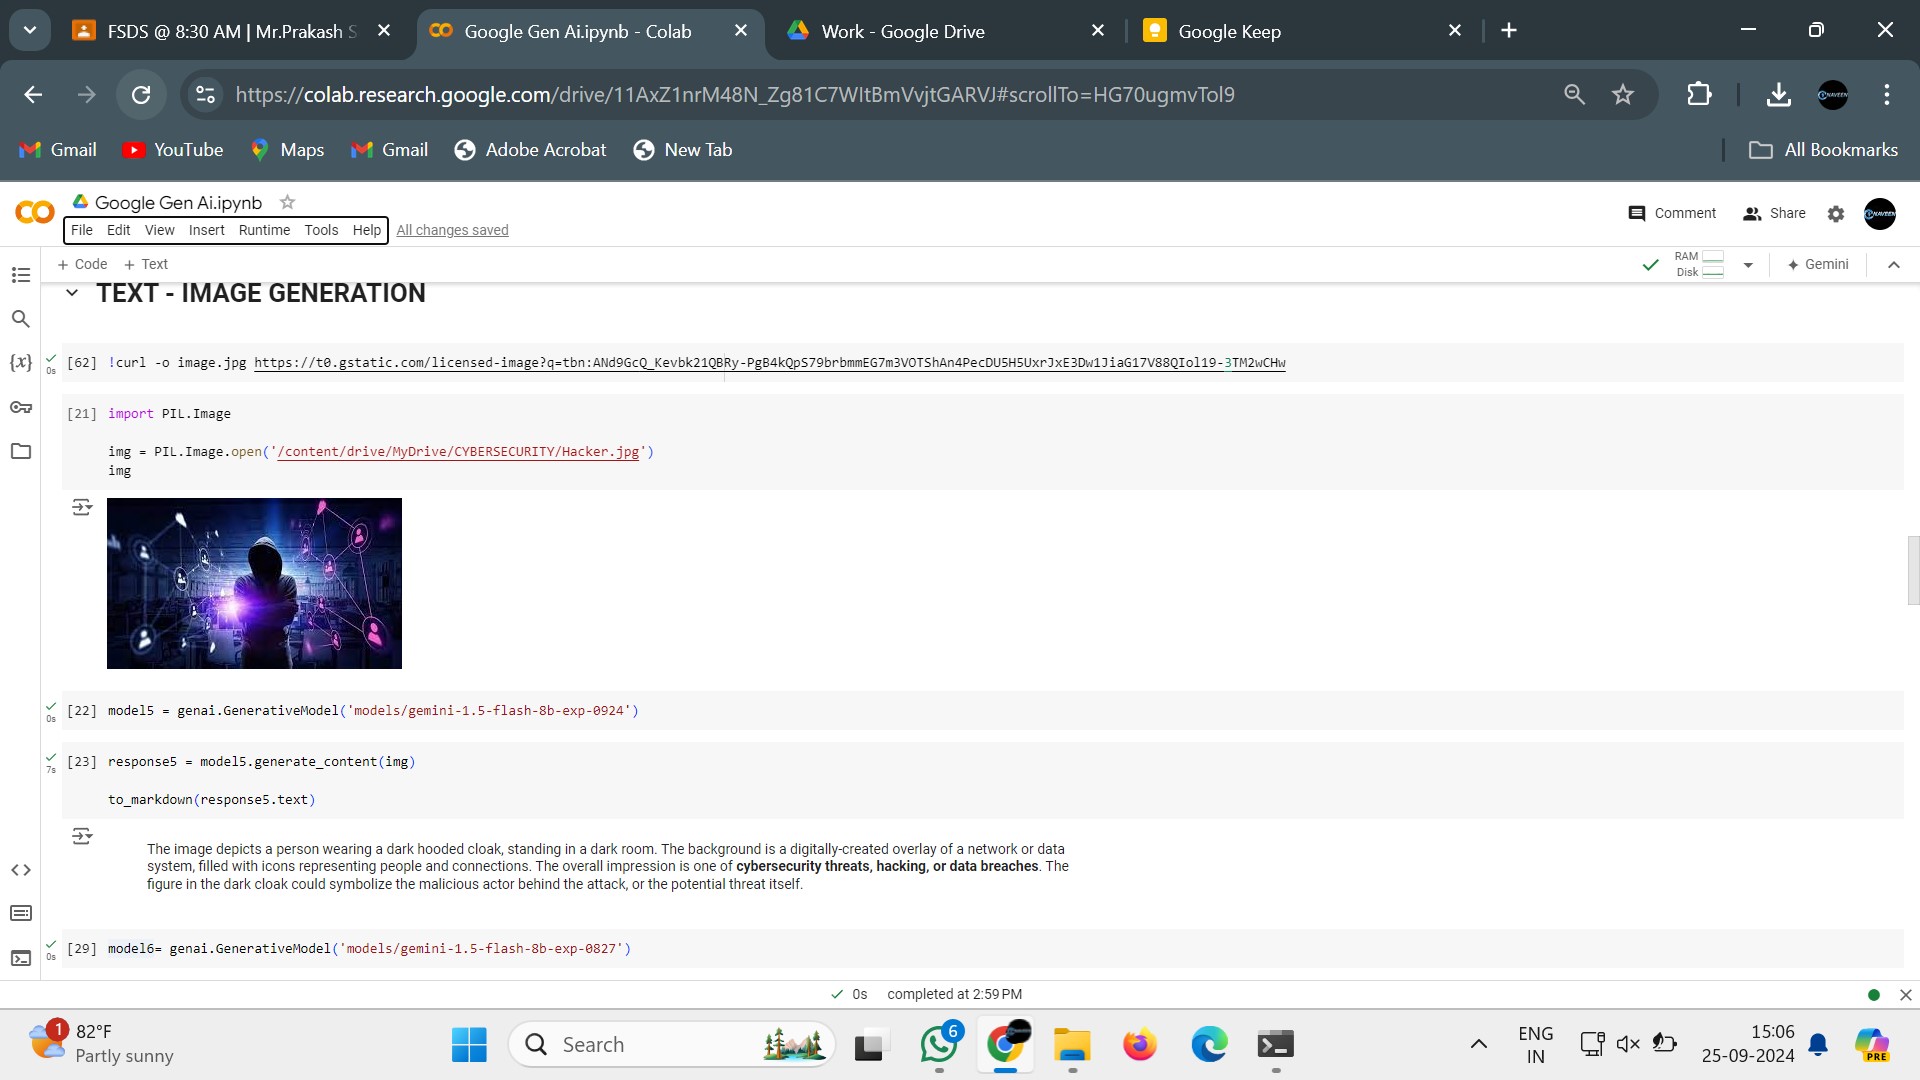 FSDS @ 8:30 AM | Mr.Prakash S
Google Gen Ai.ipynb - Colab
Work - Google Drive
Google Keep
https://colab.research.google.com/drive/11AxZ1nrM48N_Zg81C7WItBmVvjtGARVJ#scrollTo=HG70ugmvTol9
Gmail
YouTube
Maps
Gmail
Adobe Acrobat
New Tab
All Bookmarks
Google Gen Ai.ipynb
File Edit View Insert Runtime Tools Help All changes saved
Comment
Share
+ Code + Text
RAM
Disk
Gemini
TEXT - IMAGE GENERATION
0s
[62] !curl -o image.jpg https://t0.gstatic.com/licensed-image?q=tbn:ANd9GcQ_Kevbk21QBRy-PgB4kQpS79brbmmEG7m3VOTShAn4PecDU5H5UxrJxE3Dw1JiaG17V88QIol19-3TM2wCHw
[21] import PIL.Image
img = PIL.Image.open('/content/drive/MyDrive/CYBERSECURITY/Hacker.jpg')
img
0s
[22] model5 = genai.GenerativeModel('models/gemini-1.5-flash-8b-exp-0924')
7s
[23] response5 = model5.generate_content(img)
to_markdown(response5.text)
The image depicts a person wearing a dark hooded cloak, standing in a dark room. The background is a digitally-created overlay of a network or data
system, filled with icons representing people and connections. The overall impression is one of cybersecurity threats, hacking, or data breaches. The
figure in the dark cloak could symbolize the malicious actor behind the attack, or the potential threat itself.
0s
[29] model6= genai.GenerativeModel('models/gemini-1.5-flash-8b-exp-0827')
0s completed at 2:59 PM
1
82°F
Partly sunny
Search
6
ENG
IN
15:06
25-09-2024
PRE